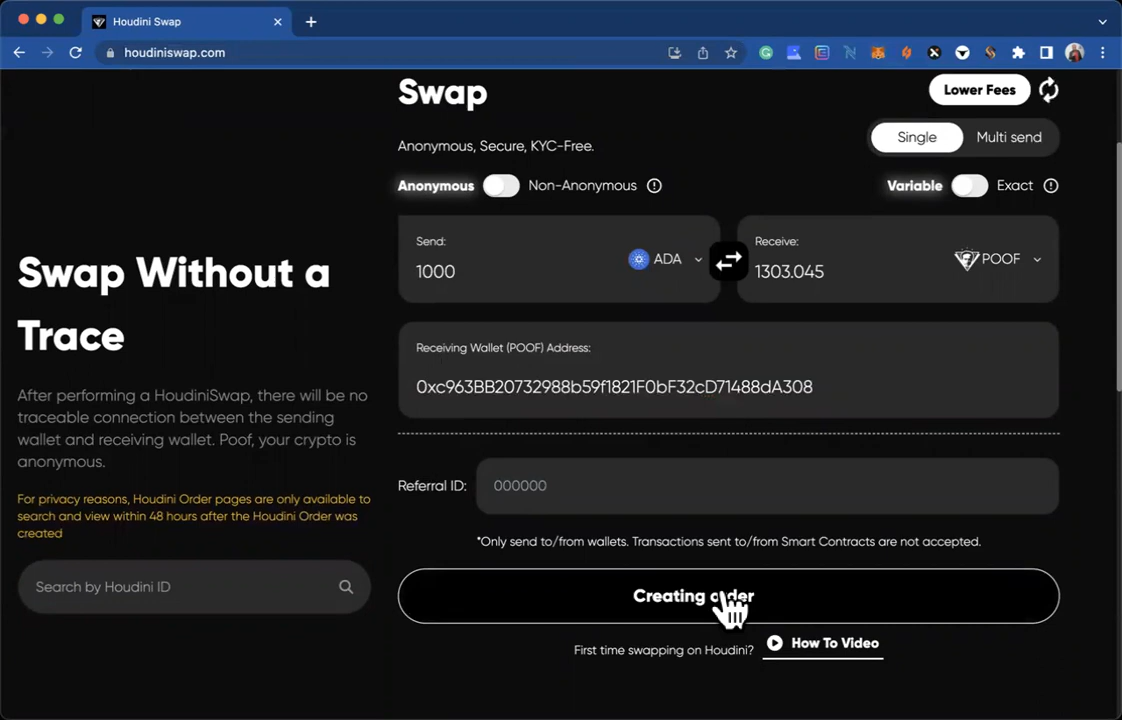 Houdini Swap
houdiniswap.com
Swap
Lower Fees
Single
Multi send
Anonymous, Secure, KYC-Free.
Anonymous
Non-Anonymous
Variable
Exact
Send:
1000
ADA
Receive:
1303.045
POOF
Receiving Wallet (POOF) Address:
0xc963BB20732988b59f1821F0bF32cD71488dA308
Swap Without a
Trace
After performing a HoudiniSwap, there will be no
traceable connection between the sending
wallet and receiving wallet. Poof, your crypto is
anonymous.
For privacy reasons, Houdini Order pages are only available to
search and view within 48 hours after the Houdini Order was
created
Search by Houdini ID
Referral ID:
000000
*Only send to/from wallets. Transactions sent to/from Smart Contracts are not accepted.
Creating order
First time swapping on Houdini?
How To Video